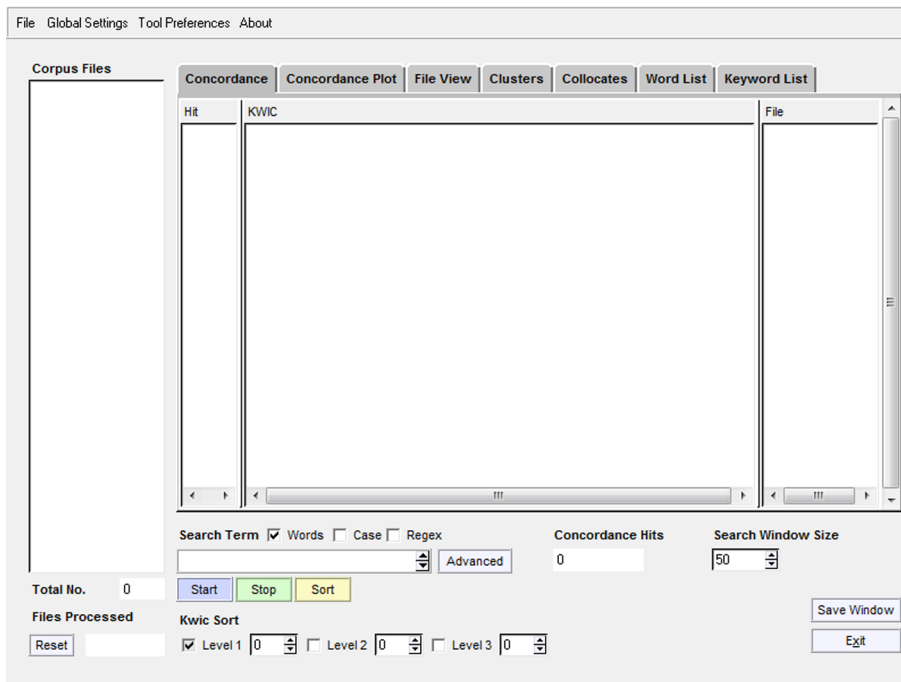 File Global Settings Tool Preferences About
Corpus Files
Concordance Concordance Plot File View Clusters Collocates Word List Keyword List
Hit KWIC File
Search Term Words Case Regex Concordance Hits Search Window Size
Advanced 0 50
Total No. 0 Start Stop Sort
Files Processed Kwic Sort Save Window
Reset Level 1 0 Level 2 0 Level 3 0 Exit